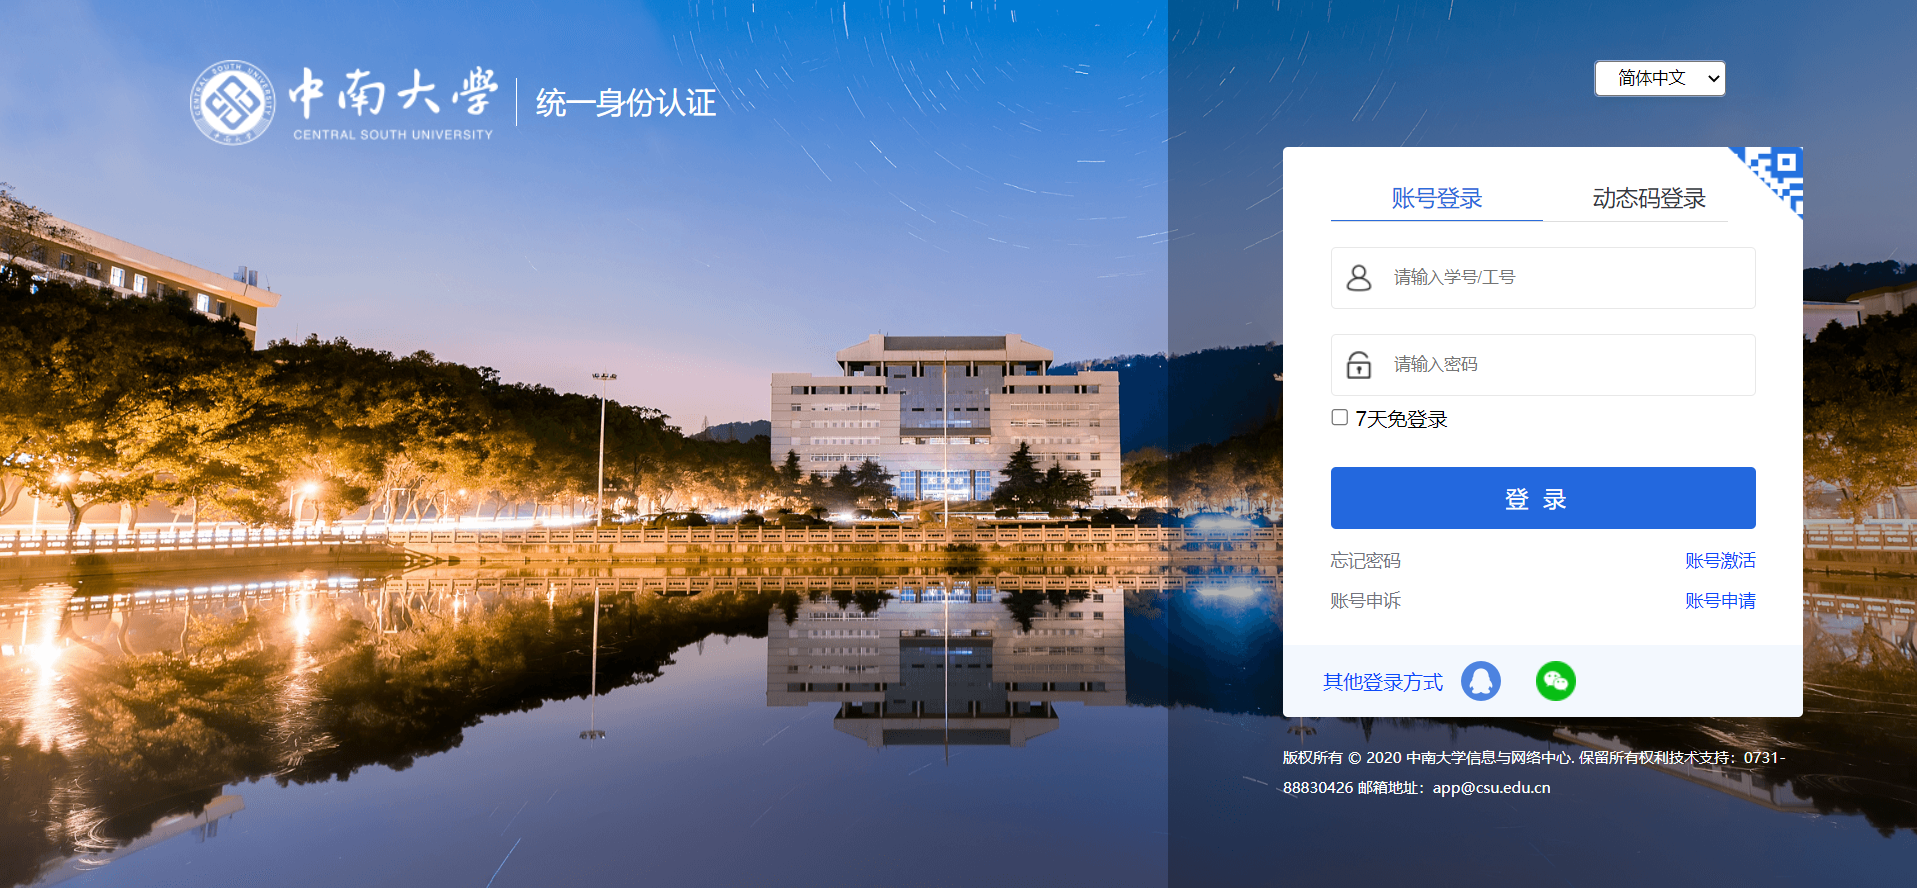 中南大学
CENTRAL SOUTH UNIVERSITY
统一身份认证
简体中文
账号登录
动态码登录
请输入学号/工号
请输入密码
7天免登录
登 录
忘记密码
账号激活
账号申诉
账号申请
其他登录方式
版权所有 © 2020 中南大学信息与网络中心. 保留所有权利技术支持：0731-
88830426 邮箱地址：app@csu.edu.cn